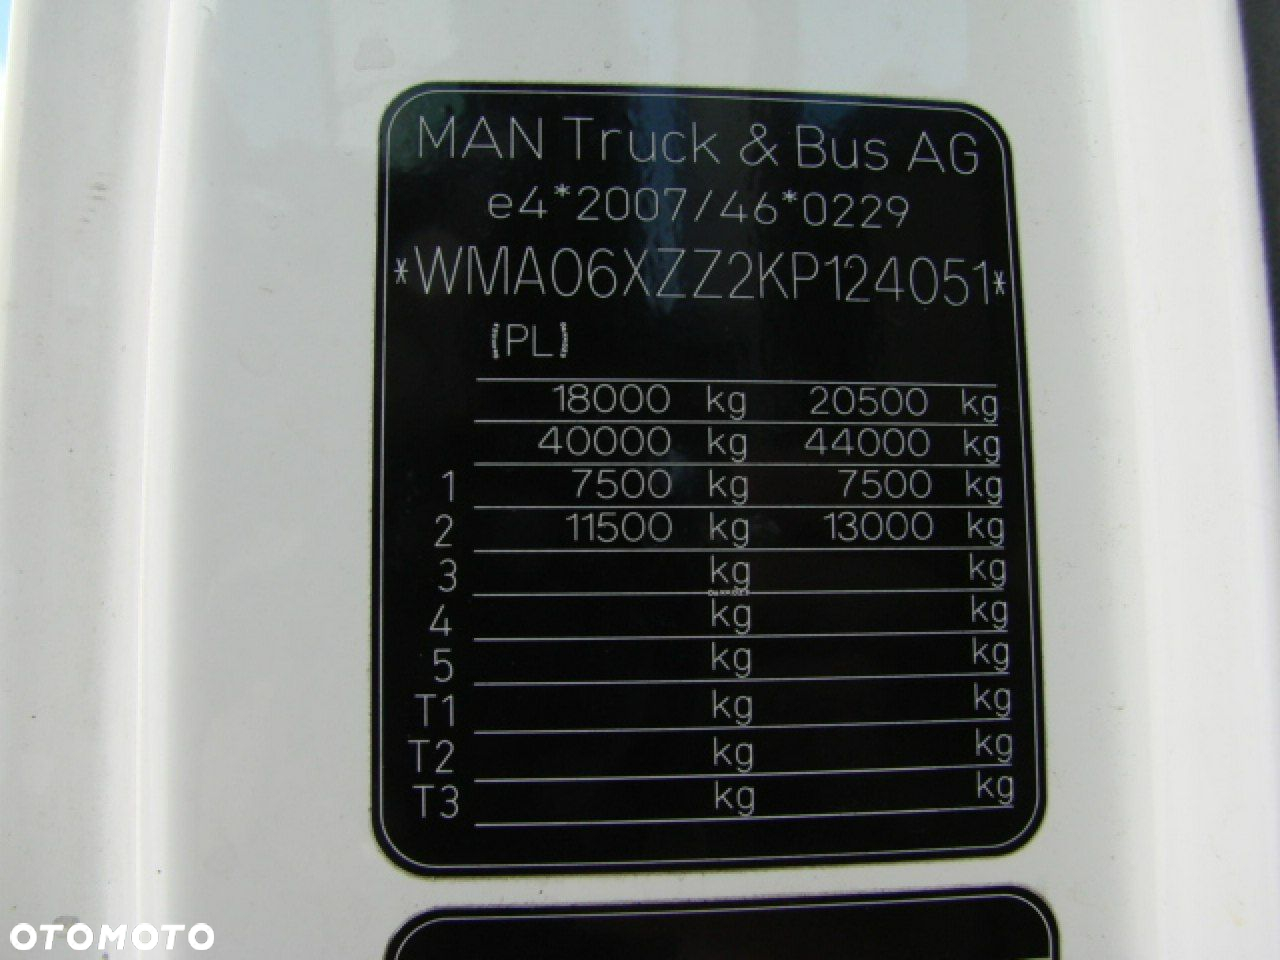 MAN Truck & Bus AG
e4*2007/46*0229
*WMA06XZZ2KP124051*
(PL)
18000 kg 20500 kg
40000 kg 44000 kg
1 7500 kg 7500 kg
2 11500 kg 13000 kg
3 kg kg
4 kg kg
5 kg kg
T1 kg kg
T2 kg kg
T3 kg kg
OTOMOTO